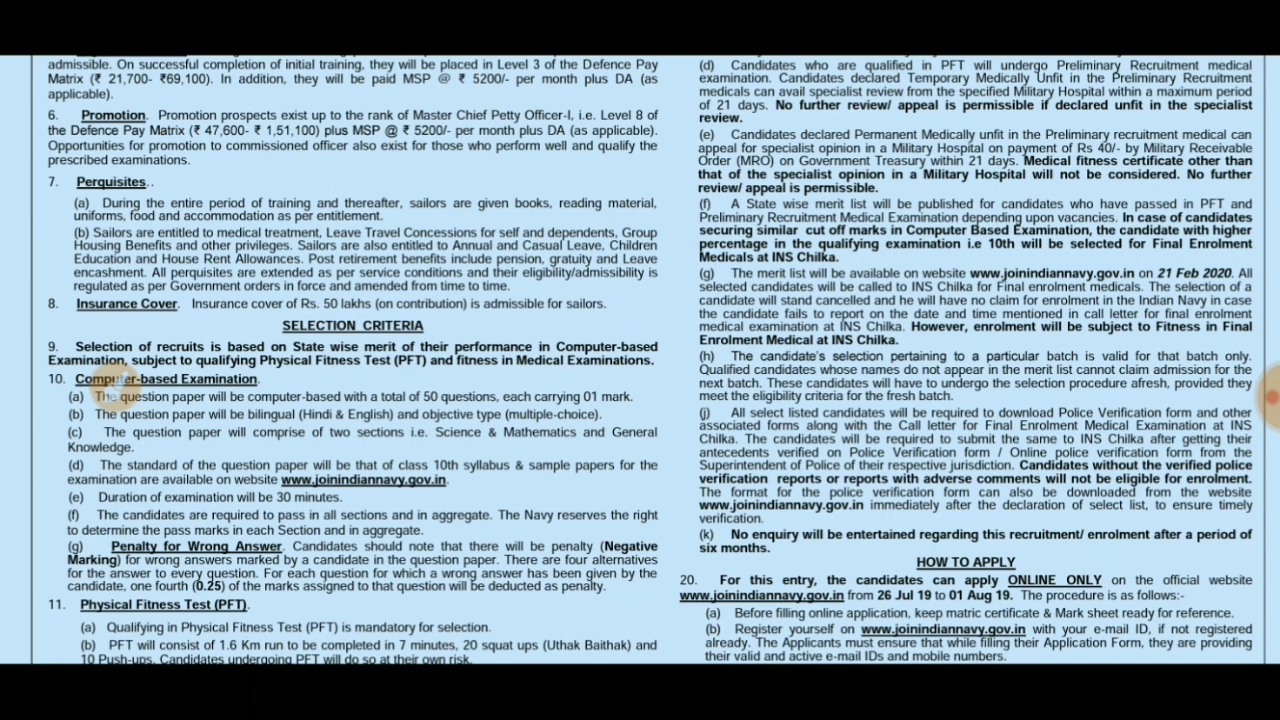 admissible. On successful completion of initial training, they will be placed in Level 3 of the Defence Pay
Matrix (₹ 21,700- ₹69,100). In addition, they will be paid MSP @ ₹ 5200/- per month plus DA (as
applicable).
6. Promotion. Promotion prospects exist up to the rank of Master Chief Petty Officer-I, i.e. Level 8 of
the Defence Pay Matrix (₹ 47,600- ₹ 1,51,100) plus MSP @ ₹ 5200/- per month plus DA (as applicable).
Opportunities for promotion to commissioned officer also exist for those who perform well and qualify the
prescribed examinations.
7. Perquisites..
(a) During the entire period of training and thereafter, sailors are given books, reading material,
uniforms, food and accommodation as per entitlement.
(b) Sailors are entitled to medical treatment, Leave Travel Concessions for self and dependents, Group
Housing Benefits and other privileges. Sailors are also entitled to Annual and Casual Leave, Children
Education and House Rent Allowances. Post retirement benefits include pension, gratuity and Leave
encashment. All perquisites are extended as per service conditions and their eligibility/admissibility is
regulated as per Government orders in force and amended from time to time.
8. Insurance Cover. Insurance cover of Rs. 50 lakhs (on contribution) is admissible for sailors.
SELECTION CRITERIA
9. Selection of recruits is based on State wise merit of their performance in Computer-based
Examination, subject to qualifying Physical Fitness Test (PFT) and fitness in Medical Examinations.
10. Computer-based Examination.
(a) The question paper will be computer-based with a total of 50 questions, each carrying 01 mark.
(b) The question paper will be bilingual (Hindi & English) and objective type (multiple-choice).
(c) The question paper will comprise of two sections i.e. Science & Mathematics and General
Knowledge.
(d) The standard of the question paper will be that of class 10th syllabus & sample papers for the
examination are available on website www.joinindiannavy.gov.in.
(e) Duration of examination will be 30 minutes.
(f) The candidates are required to pass in all sections and in aggregate. The Navy reserves the right
to determine the pass marks in each Section and in aggregate.
(g) Penalty for Wrong Answer. Candidates should note that there will be penalty (Negative
Marking) for wrong answers marked by a candidate in the question paper. There are four alternatives
for the answer to every question. For each question for which a wrong answer has been given by the
candidate, one fourth (0.25) of the marks assigned to that question will be deducted as penalty.
11. Physical Fitness Test (PFT).
(a) Qualifying in Physical Fitness Test (PFT) is mandatory for selection.
(b) PFT will consist of 1.6 Km run to be completed in 7 minutes, 20 squat ups (Uthak Baithak) and
10 Push-ups. Candidates undergoing PFT will do so at their own risk.
(d) Candidates who are qualified in PFT will undergo Preliminary Recruitment medical
examination. Candidates declared Temporary Medically Unfit in the Preliminary Recruitment
medicals can avail specialist review from the specified Military Hospital within a maximum period
of 21 days. No further review/ appeal is permissible if declared unfit in the specialist
review.
(e) Candidates declared Permanent Medically unfit in the Preliminary recruitment medical can
appeal for specialist opinion in a Military Hospital on payment of Rs 40/- by Military Receivable
Order (MRO) on Government Treasury within 21 days. Medical fitness certificate other than
that of the specialist opinion in a Military Hospital will not be considered. No further
review/ appeal is permissible.
(f) A State wise merit list will be published for candidates who have passed in PFT and
Preliminary Recruitment Medical Examination depending upon vacancies. In case of candidates
securing similar cut off marks in Computer Based Examination, the candidate with higher
percentage in the qualifying examination i.e 10th will be selected for Final Enrolment
Medicals at INS Chilka.
(g) The merit list will be available on website www.joinindiannavy.gov.in on 21 Feb 2020. All
selected candidates will be called to INS Chilka for Final enrolment medicals. The selection of a
candidate will stand cancelled and he will have no claim for enrolment in the Indian Navy in case
the candidate fails to report on the date and time mentioned in call letter for final enrolment
medical examination at INS Chilka. However, enrolment will be subject to Fitness in Final
Enrolment Medical at INS Chilka.
(h) The candidate's selection pertaining to a particular batch is valid for that batch only.
Qualified candidates whose names do not appear in the merit list cannot claim admission for the
next batch. These candidates will have to undergo the selection procedure afresh, provided they
meet the eligibility criteria for the fresh batch.
(j) All select listed candidates will be required to download Police Verification form and other
associated forms along with the Call letter for Final Enrolment Medical Examination at INS
Chilka. The candidates will be required to submit the same to INS Chilka after getting their
antecedents verified on Police Verification form / Online police verification form from the
Superintendent of Police of their respective jurisdiction. Candidates without the verified police
verification reports or reports with adverse comments will not be eligible for enrolment.
The format for the police verification form can also be downloaded from the website
www.joinindiannavy.gov.in immediately after the declaration of select list, to ensure timely
verification.
(k) No enquiry will be entertained regarding this recruitment/ enrolment after a period of
six months.
HOW TO APPLY
20. For this entry, the candidates can apply ONLINE ONLY on the official website
www.joinindiannavy.gov.in from 26 Jul 19 to 01 Aug 19. The procedure is as follows:-
(a) Before filling online application, keep matric certificate & Mark sheet ready for reference.
(b) Register yourself on www.joinindiannavy.gov.in with your e-mail ID, if not registered
already. The Applicants must ensure that while filling their Application Form, they are providing
their valid and active e-mail IDs and mobile numbers.